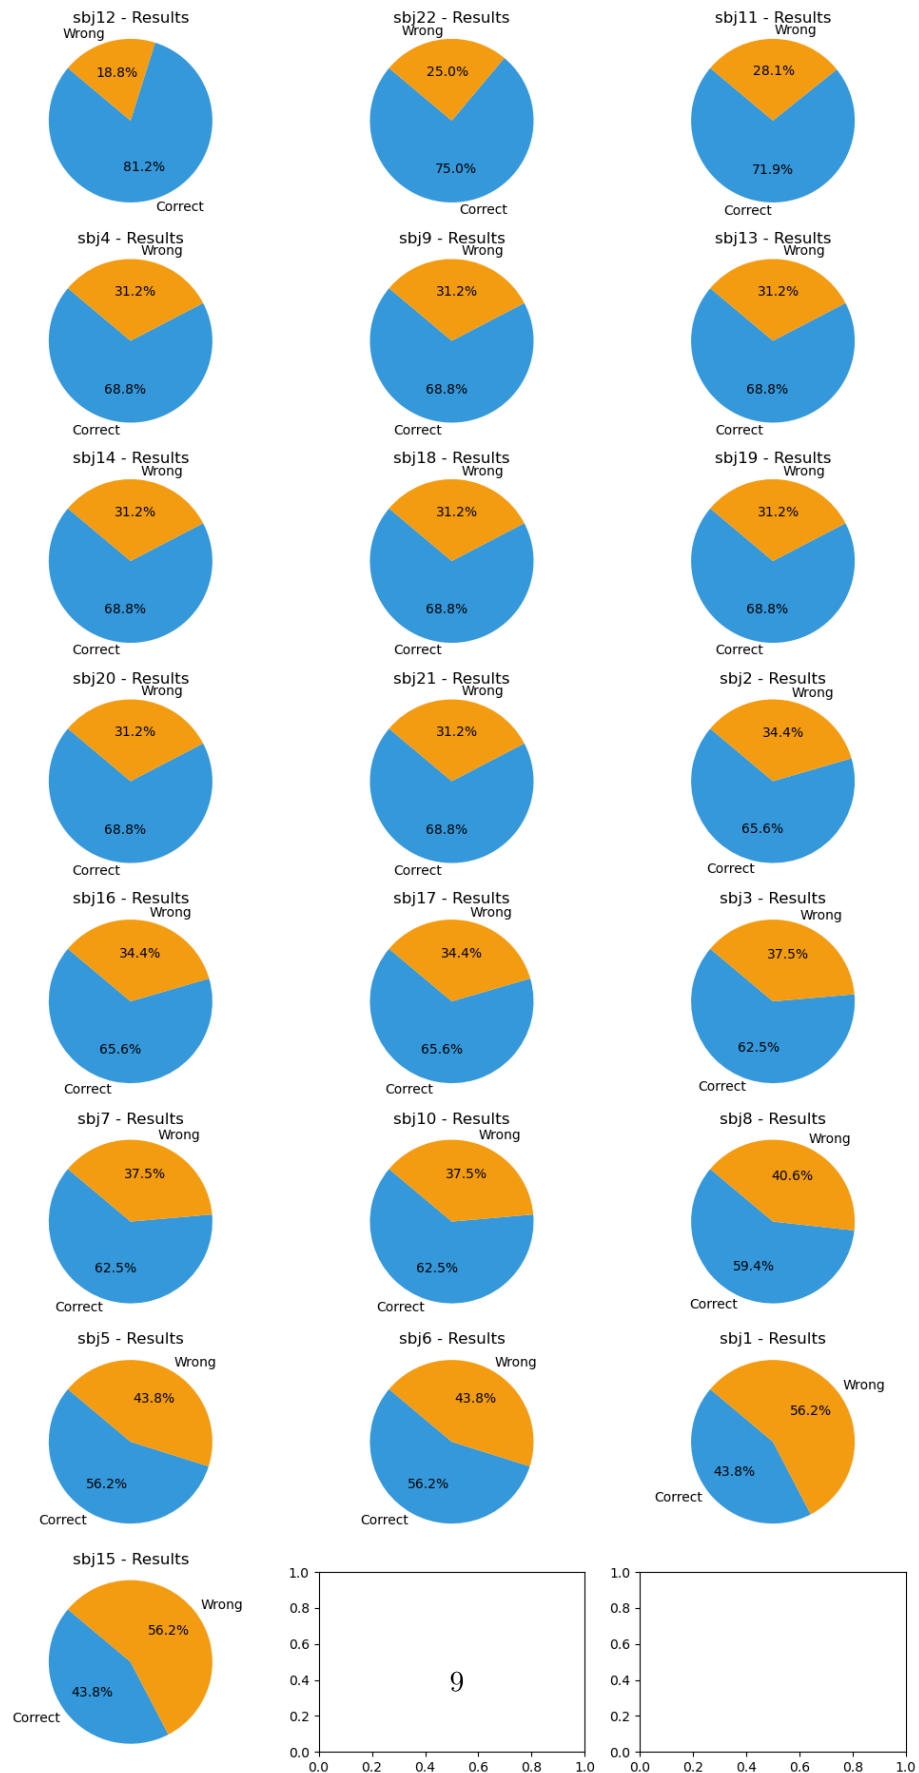 sbj12 - Results
Wrong
18.8%
81.2%
Correct
sbj22 - Results
Wrong
25.0%
75.0%
Correct
sbj11 - Results
Wrong
28.1%
71.9%
Correct
sbj4 - Results
Wrong
31.2%
68.8%
Correct
sbj9 - Results
Wrong
31.2%
68.8%
Correct
sbj13 - Results
Wrong
31.2%
68.8%
Correct
sbj14 - Results
Wrong
31.2%
68.8%
Correct
sbj18 - Results
Wrong
31.2%
68.8%
Correct
sbj19 - Results
Wrong
31.2%
68.8%
Correct
sbj20 - Results
Wrong
31.2%
68.8%
Correct
sbj21 - Results
Wrong
31.2%
68.8%
Correct
sbj2 - Results
Wrong
34.4%
65.6%
Correct
sbj16 - Results
Wrong
34.4%
65.6%
Correct
sbj17 - Results
Wrong
34.4%
65.6%
Correct
sbj3 - Results
Wrong
37.5%
62.5%
Correct
sbj7 - Results
Wrong
37.5%
62.5%
Correct
sbj10 - Results
Wrong
37.5%
62.5%
Correct
sbj8 - Results
Wrong
40.6%
59.4%
Correct
sbj5 - Results
Wrong
43.8%
56.2%
Correct
sbj6 - Results
Wrong
43.8%
56.2%
Correct
sbj1 - Results
Wrong
56.2%
43.8%
Correct
sbj15 - Results
Wrong
56.2%
43.8%
Correct
1.0
0.8
0.6
0.4
0.2
0.0
9
0.0 0.2 0.4 0.6 0.8 1.0
1.0
0.8
0.6
0.4
0.2
0.0
0.0 0.2 0.4 0.6 0.8 1.0